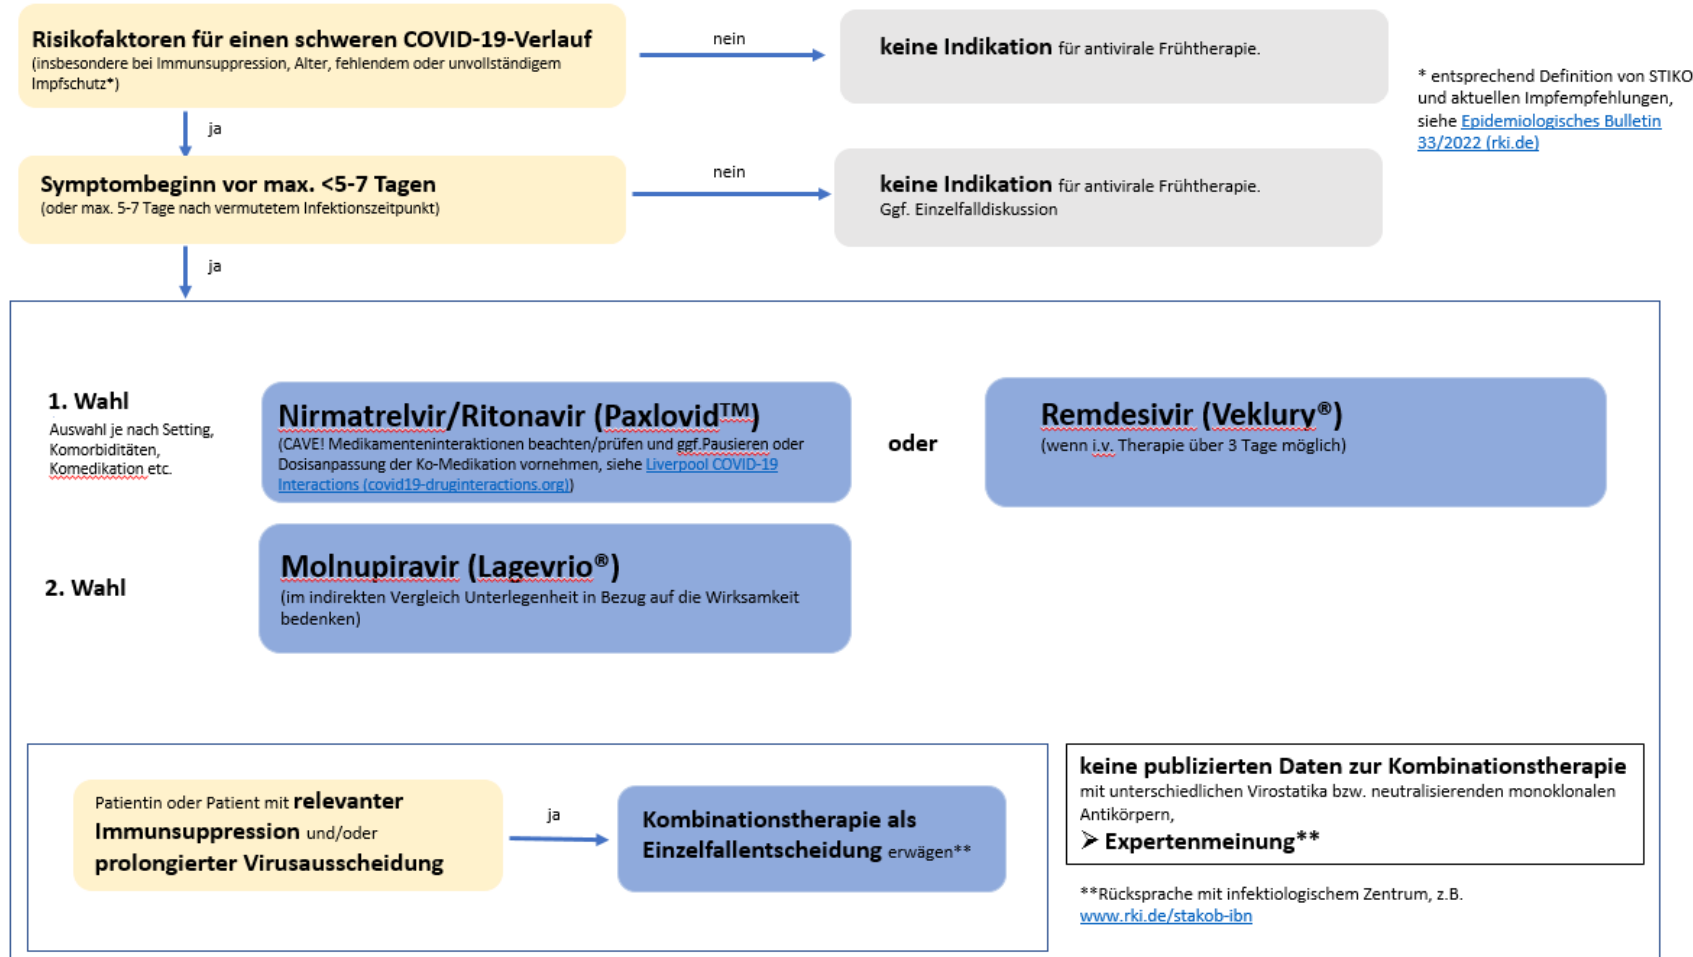 Risikofaktoren für einen schweren COVID-19-Verlauf
(insbesondere bei Immunsuppression, Alter, fehlendem oder unvollständigem
Impfschutz*)
nein
keine Indikation für antivirale Frühtherapie.
* entsprechend Definition von STIKO
und aktuellen Impfempfehlungen,
siehe Epidemiologisches Bulletin
33/2022 (rki.de)
ja
Symptombeginn vor max. <5-7 Tagen
(oder max. 5-7 Tage nach vermutetem Infektionszeitpunkt)
nein
keine Indikation für antivirale Frühtherapie.
Ggf. Einzelfalldiskussion
ja
1. Wahl
Auswahl je nach Setting,
Komorbiditäten,
Komedikation etc.
Nirmatrelvir/Ritonavir (Paxlovid™)
(CAVE! Medikamenteninteraktionen beachten/prüfen und ggf.Pausieren oder
Dosisanpassung der Ko-Medikation vornehmen, siehe Liverpool COVID-19
Interactions (covid19-druginteractions.org))
oder
Remdesivir (Veklury®)
(wenn i.v. Therapie über 3 Tage möglich)
2. Wahl
Molnupiravir (Lagevrio®)
(im indirekten Vergleich Unterlegenheit in Bezug auf die Wirksamkeit
bedenken)
Patientin oder Patient mit relevanter
Immunsuppression und/oder
prolongierter Virusausscheidung
ja
Kombinationstherapie als
Einzelfallentscheidung erwägen**
keine publizierten Daten zur Kombinationstherapie
mit unterschiedlichen Virostatika bzw. neutralisierenden monoklonalen
Antikörpern,
➢ Expertenmeinung**
**Rücksprache mit infektiologischem Zentrum, z.B.
www.rki.de/stakob-ibn